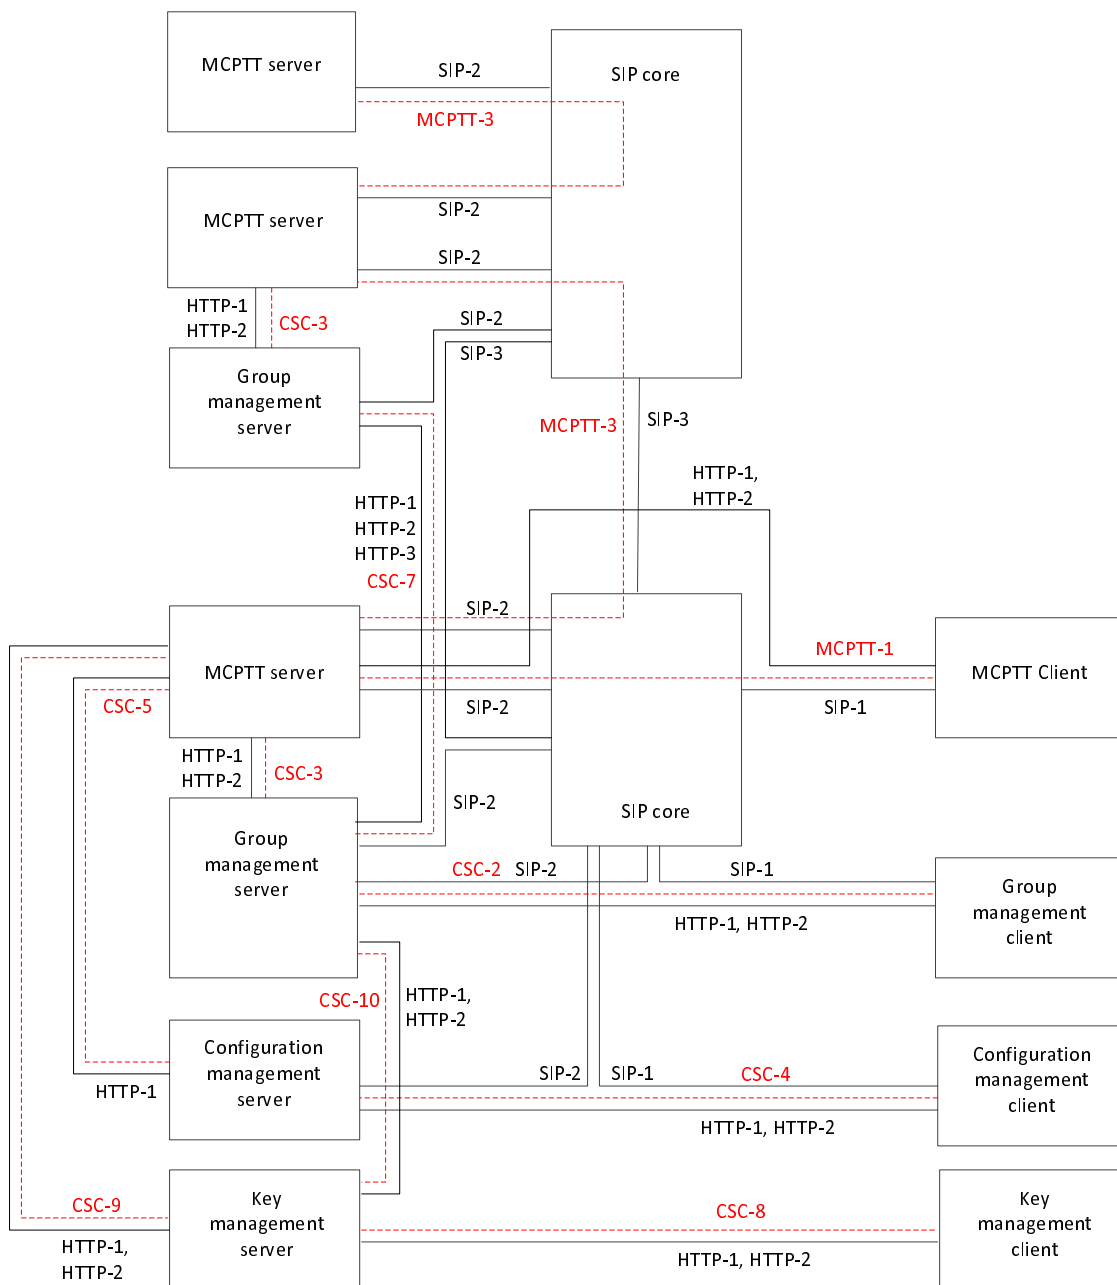 MCPTT server
SIP-2
SIP core
MCPTT-3
MCPTT server
SIP-2
SIP-2
HTTP-1
HTTP-2
CSC-3
SIP-2
SIP-3
Group
management
server
MCPTT-3
SIP-3
HTTP-1,
HTTP-2
HTTP-1
HTTP-2
HTTP-3
CSC-7
SIP-2
MCPTT server
MCPTT-1
MCPTT Client
CSC-5
SIP-2
SIP-1
HTTP-1
HTTP-2
CSC-3
SIP-2
SIP core
Group
management
server
CSC-2
SIP-2
SIP-1
Group
management
client
HTTP-1, HTTP-2
CSC-10
HTTP-1,
HTTP-2
Configuration
management
server
HTTP-1
SIP-2
SIP-1
CSC-4
Configuration
management
client
HTTP-1, HTTP-2
CSC-9
Key
management
server
CSC-8
Key
management
client
HTTP-1,
HTTP-2
HTTP-1, HTTP-2